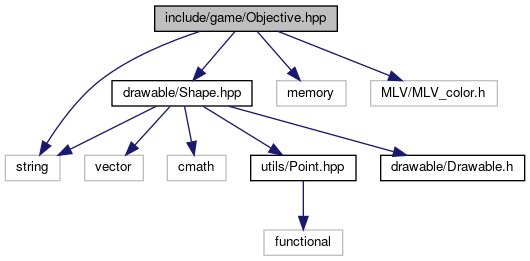 include/game/Objective.hpp
drawable/Shape.hpp
memory
MLV/MLV_color.h
string
vector
cmath
utils/Point.hpp
drawable/Drawable.h
functional